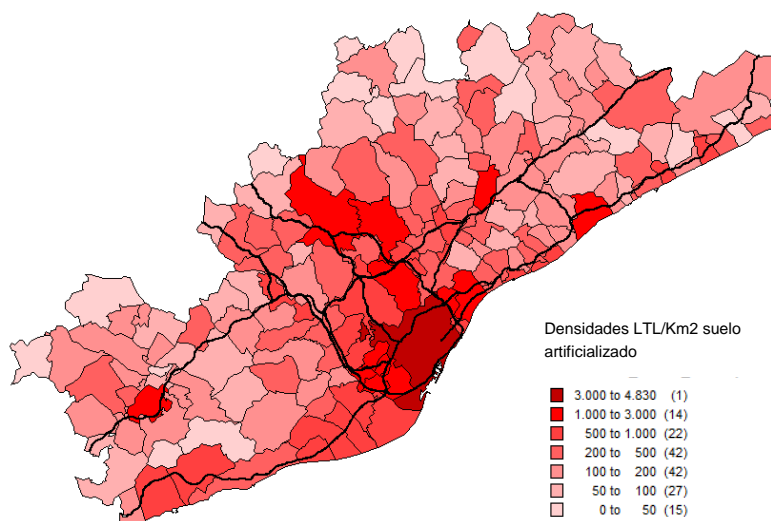 Densidades LTL/Km2 suelo
artificializado
3.000 to 4.830 (1)
1.000 to 3.000 (14)
500 to 1.000 (22)
200 to 500 (42)
100 to 200 (42)
50 to 100 (27)
0 to 50 (15)